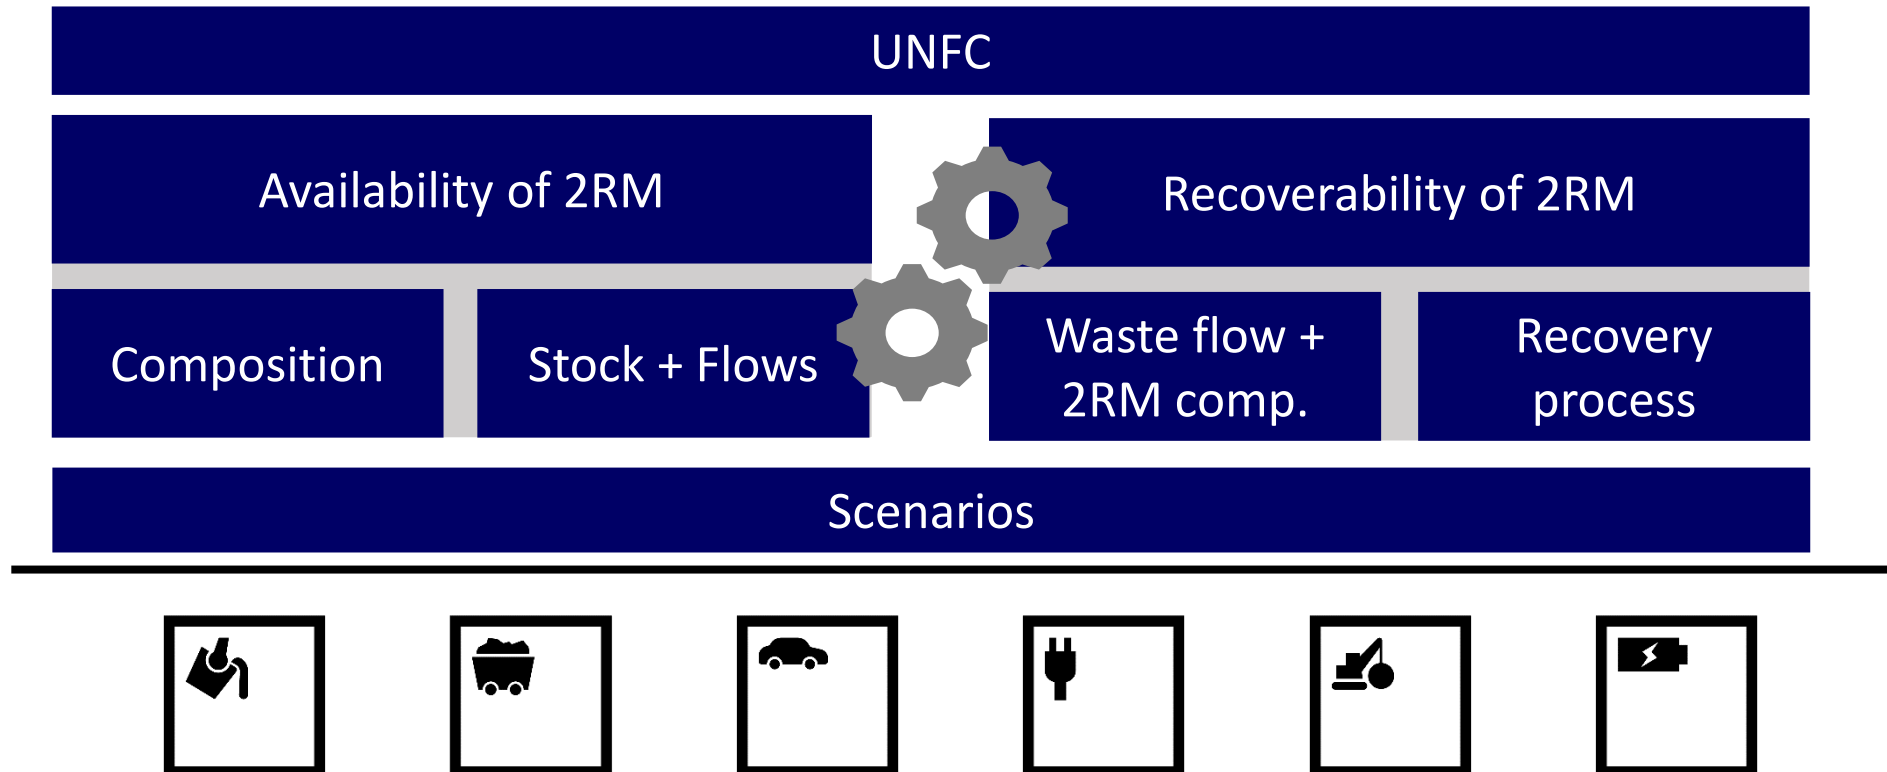 UNFC
Availability of 2RM
Recoverability of 2RM
Composition
Stock + Flows
Waste flow +
2RM comp.
Recovery
process
Scenarios